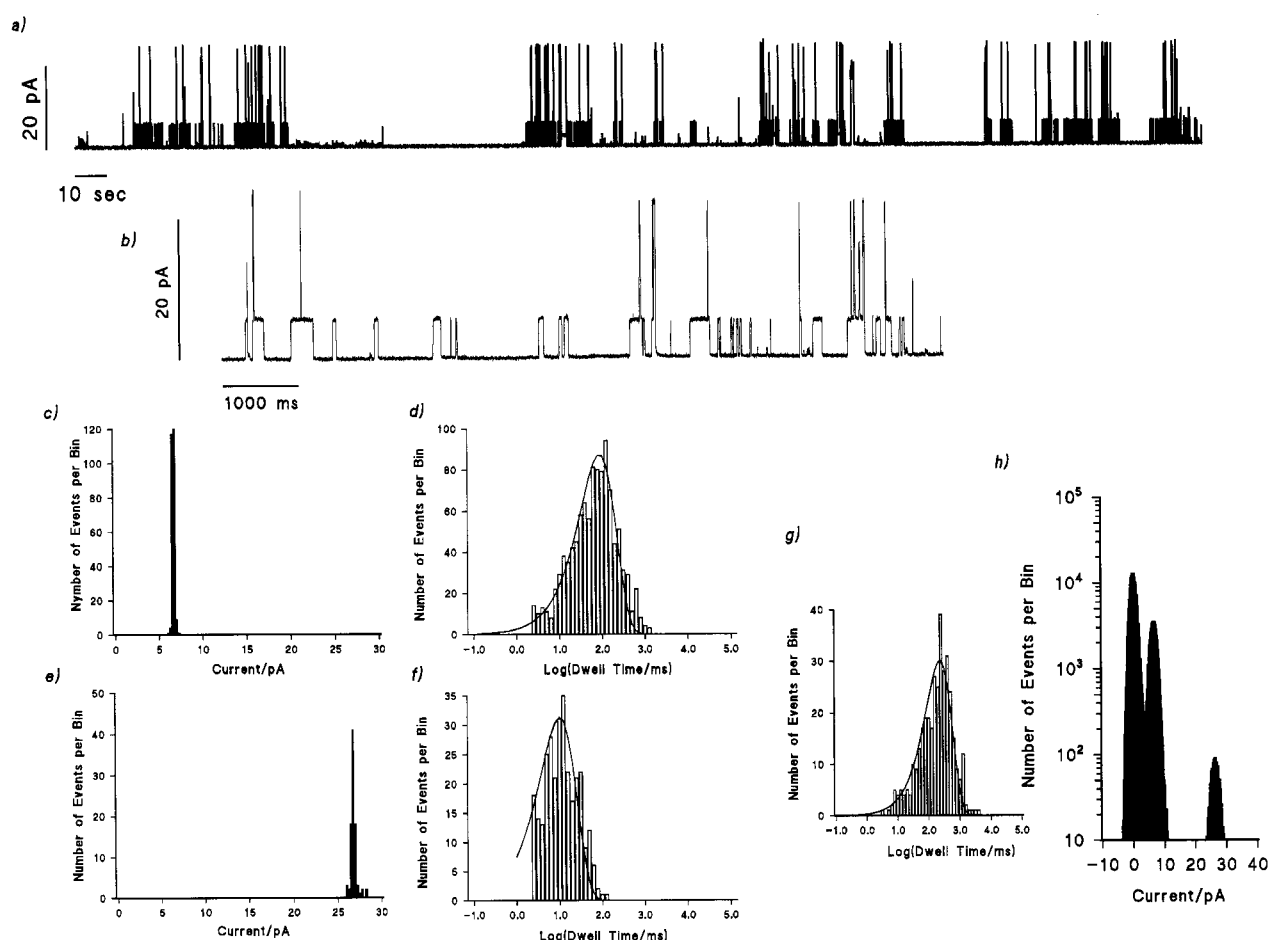 a)
20 pA
10 sec
b)
20 pA
1000 ms
c)
Nymber of Events per Bin
120
100
80
60
40
20
0
0 5 10 15 20 25 30
Current/pA
d)
Number of Events per Bin
100
80
60
40
20
0
-1.0 0.0 1.0 2.0 3.0 4.0 5.0
Log(Dwell Time/ms)
e)
Number of Events per Bin
50
40
30
20
10
0
0 5 10 15 20 25 30
Current/pA
f)
Number of Events per Bin
35
30
25
20
15
10
5
0
-1.0 0.0 1.0 2.0 3.0 4.0 5.0
Log(Dwell Time/ms)
g)
Number of Events per Bin
40
30
20
10
0
-1.0 0.0 1.0 2.0 3.0 4.0 5.0
Log(Dwell Time/ms)
h)
Number of Events per Bin
10⁵
10⁴
10³
10²
10
-10 0 10 20 30 40
Current/pA